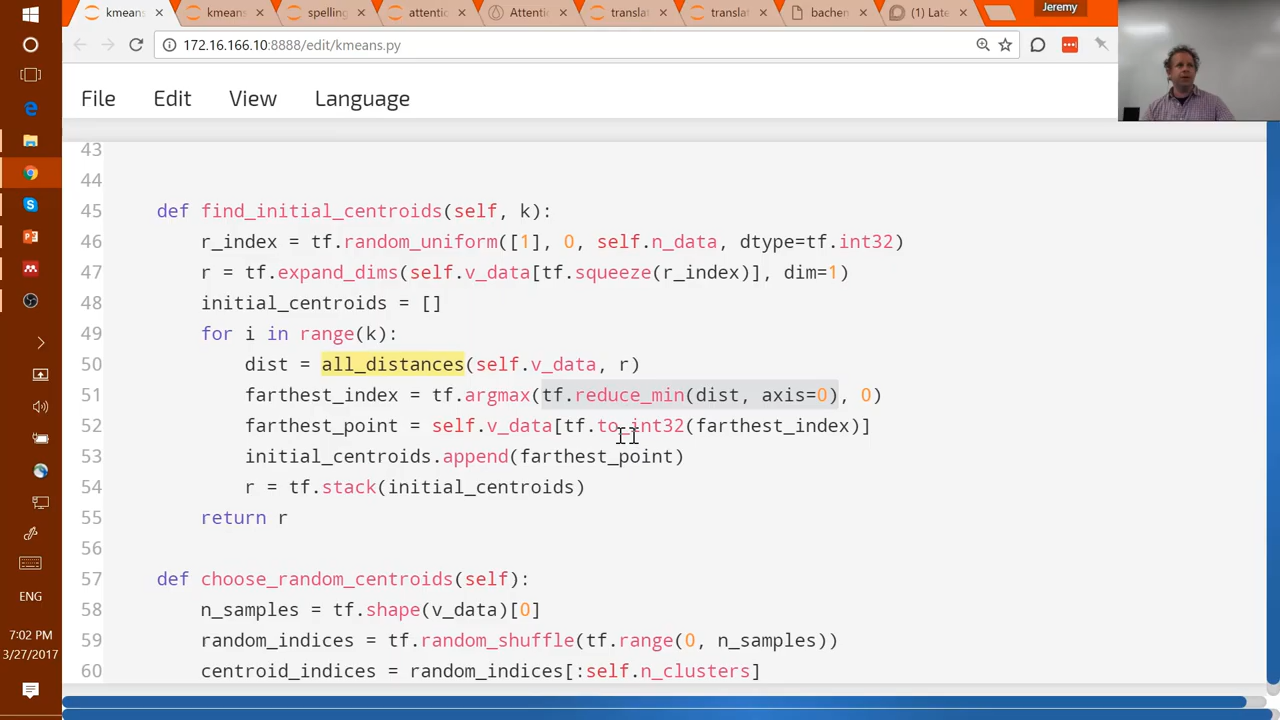 kmeans
kmeans
spelling
attentic
Attentic
translat
translat
bachen
(1) Late
Jeremy
172.16.166.10:8888/edit/kmeans.py
File Edit View Language
43
44
45 def find_initial_centroids(self, k):
46 r_index = tf.random_uniform([1], 0, self.n_data, dtype=tf.int32)
47 r = tf.expand_dims(self.v_data[tf.squeeze(r_index)], dim=1)
48 initial_centroids = []
49 for i in range(k):
50 dist = all_distances(self.v_data, r)
51 farthest_index = tf.argmax(tf.reduce_min(dist, axis=0), 0)
52 farthest_point = self.v_data[tf.to_int32(farthest_index)]
53 initial_centroids.append(farthest_point)
54 r = tf.stack(initial_centroids)
55 return r
56
57 def choose_random_centroids(self):
58 n_samples = tf.shape(v_data)[0]
59 random_indices = tf.random_shuffle(tf.range(0, n_samples))
60 centroid_indices = random_indices[:self.n_clusters]
ENG
7:02 PM
3/27/2017